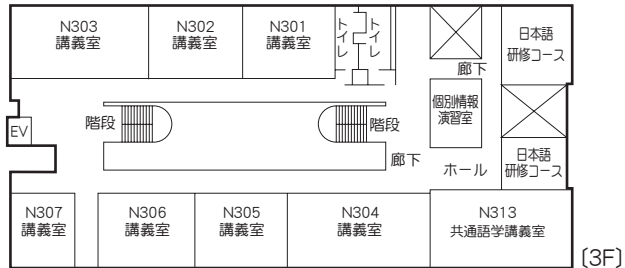 N303
講義室
N302
講義室
N301
講義室
トイレ
トイレ
廊下
日本語
研修コース
EV
階段
階段
個別情報
演習室
廊下
ホール
日本語
研修コース
N307
講義室
N306
講義室
N305
講義室
N304
講義室
N313
共通語学講義室
〔3F〕